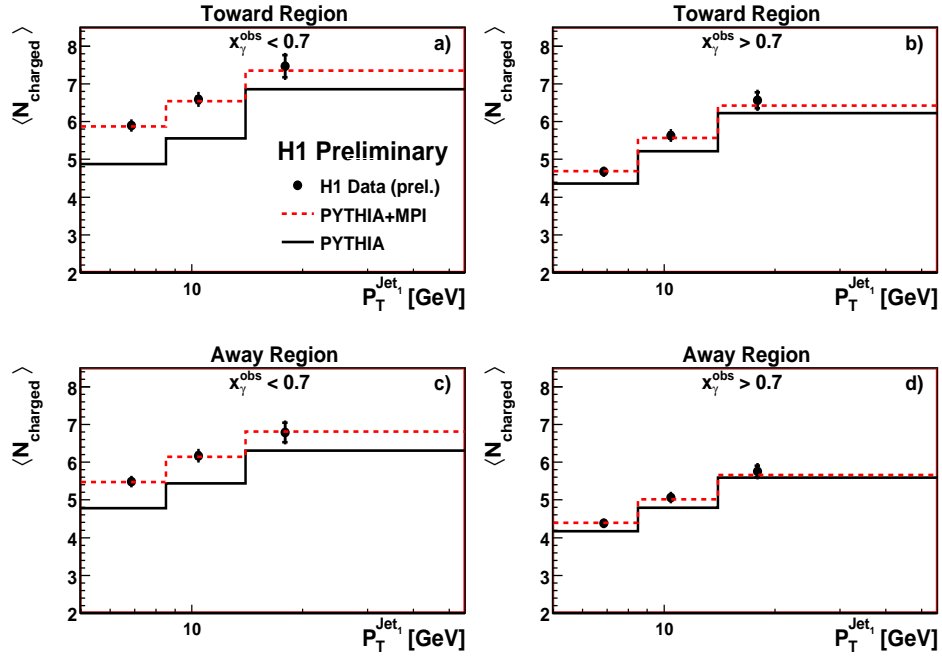 Toward Region
x_γ^obs < 0.7
a)
⟨N_charged⟩
8
7
6
5
4
3
2
H1 Preliminary
H1 Data (prel.)
PYTHIA+MPI
PYTHIA
10
P_T^Jet_1 [GeV]
Toward Region
x_γ^obs > 0.7
b)
⟨N_charged⟩
8
7
6
5
4
3
2
10
P_T^Jet_1 [GeV]
Away Region
x_γ^obs < 0.7
c)
⟨N_charged⟩
8
7
6
5
4
3
2
10
P_T^Jet_1 [GeV]
Away Region
x_γ^obs > 0.7
d)
⟨N_charged⟩
8
7
6
5
4
3
2
10
P_T^Jet_1 [GeV]